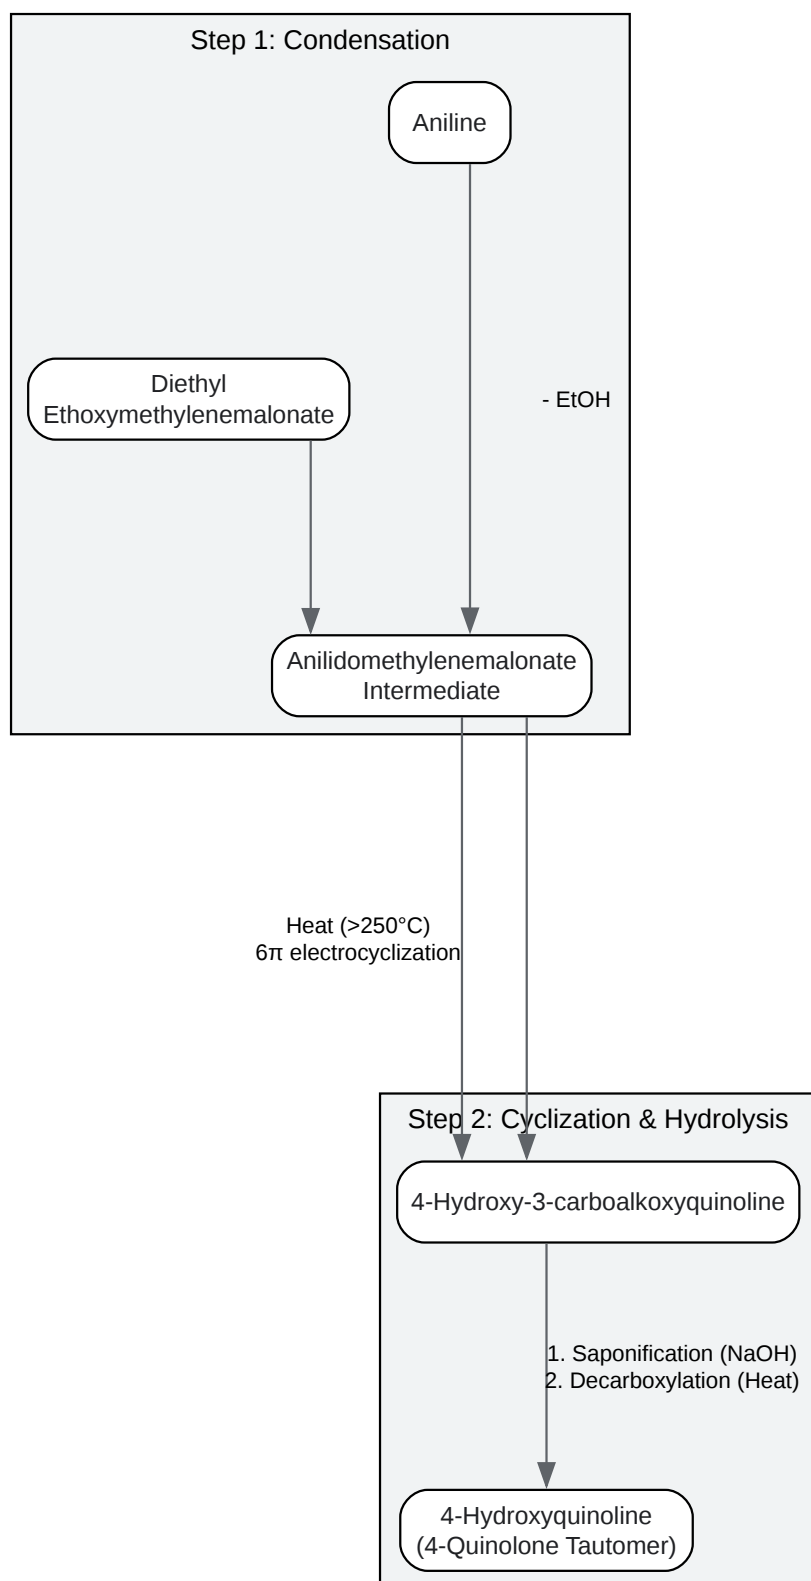 Step 1: Condensation
Aniline
Diethyl
Ethoxymethylenemalonate
- EtOH
Anilidomethylenemalonate
Intermediate
Heat (>250°C)
6π electrocyclization
Step 2: Cyclization & Hydrolysis
4-Hydroxy-3-carboalkoxyquinoline
1. Saponification (NaOH)
2. Decarboxylation (Heat)
4-Hydroxyquinoline
(4-Quinolone Tautomer)